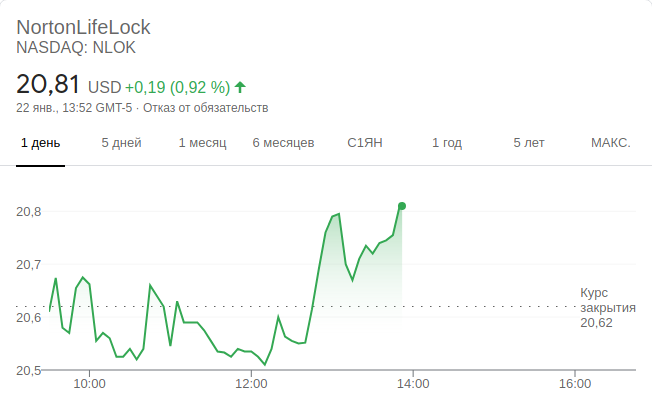 NortonLifeLock
NASDAQ: NLOK
20,81 USD +0,19 (0,92 %)
22 янв., 13:52 GMT-5 · Отказ от обязательств
1 день 5 дней 1 месяц 6 месяцев С1ЯН 1 год 5 лет МАКС.
20,8
20,7
Курс
закрытия
20,6
20,62
20,5
10:00 12:00 14:00 16:00